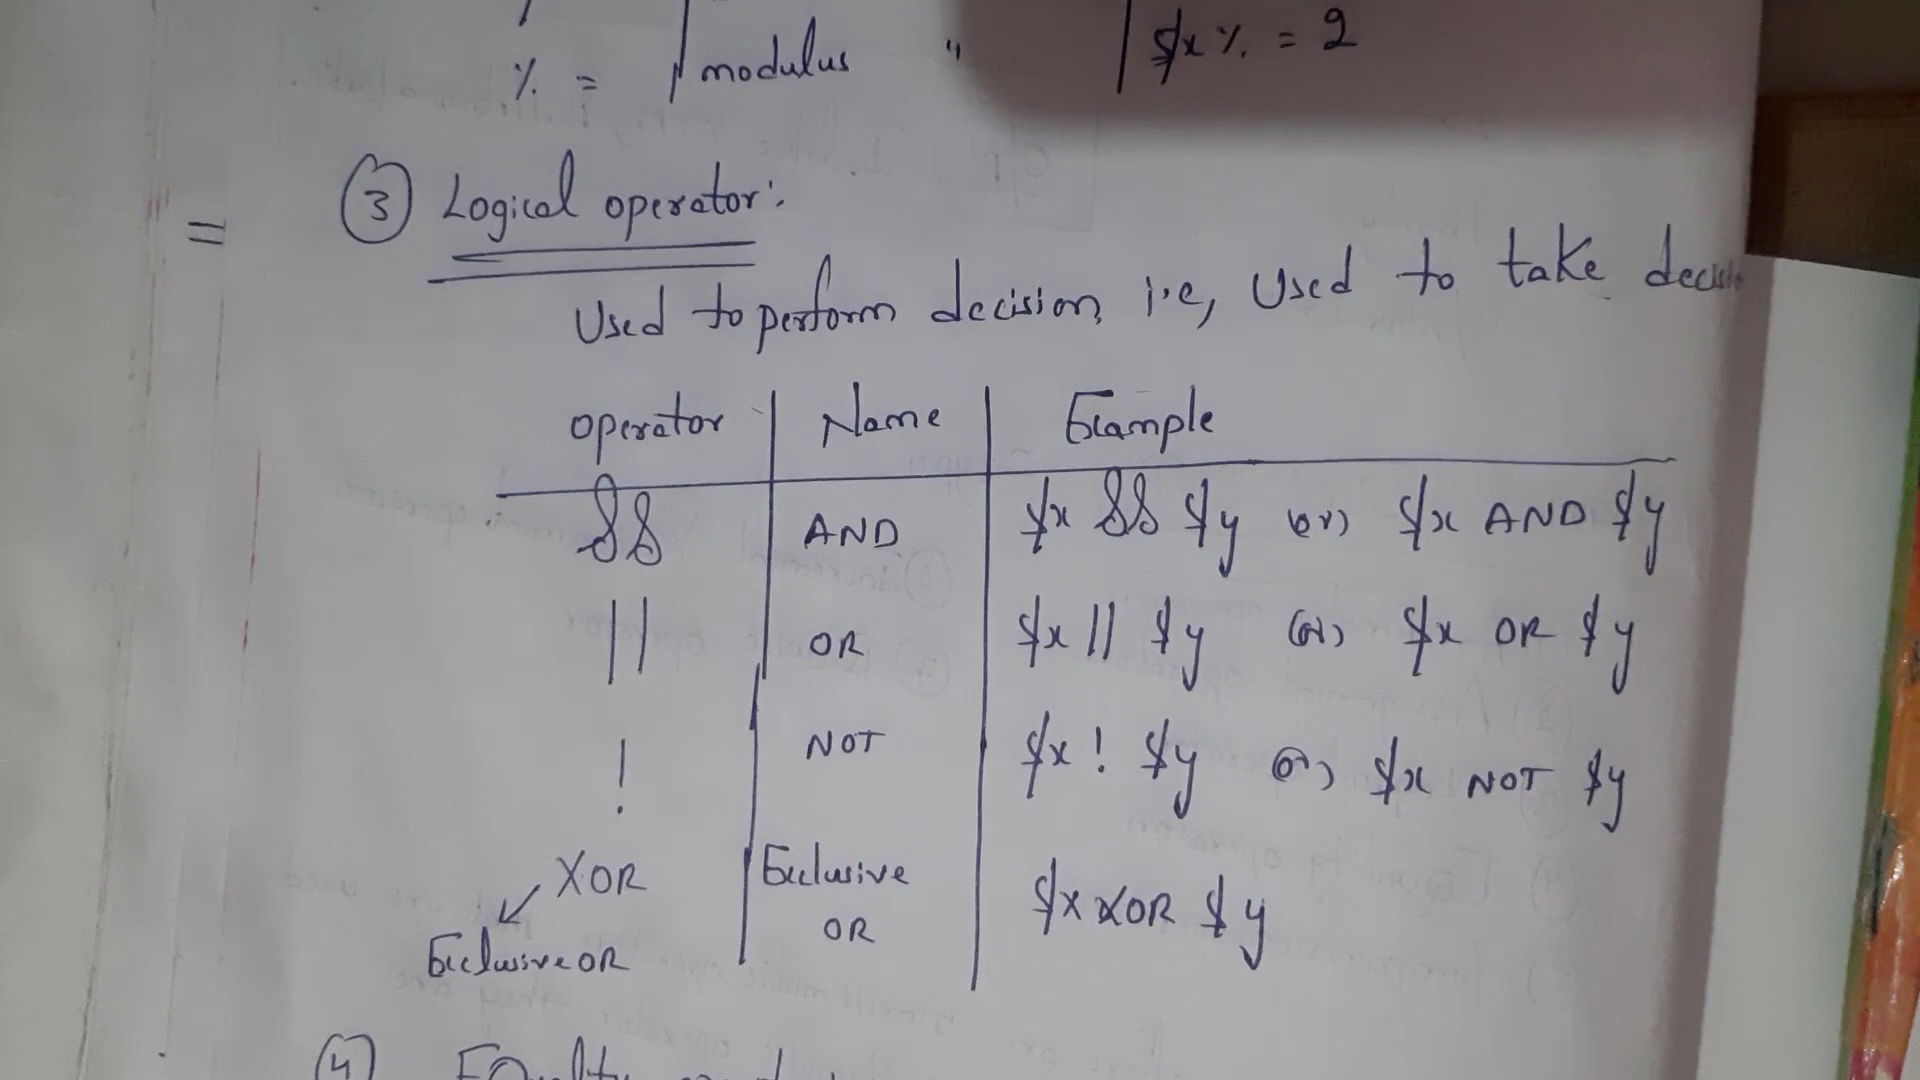 % = | modulus " | $x % = 2
③ Logical operator:
= Used to perform decision, i.e, Used to take
operator | Name | Example
&& | AND | $x && $y (or) $x AND $y
|| | OR | $x || $y (or) $x OR $y
! | NOT | $x ! $y (or) $x NOT $y
XOR | Exclusive OR | $x XOR $y
Exclusive OR
④ Equality